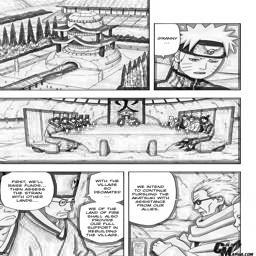 GRANNY
...
火
WITH THE
VILLAGE
SO
DECIMATED
FIRST, WE'LL
RAISE FUNDS,
THEN ASSESS
THE STRAIN
WITH OTHER
LANDS...
WE OF THE
LAND OF FIRE
SHALL ALSO
PROVIDE
OUR FULL
SUPPORT IN
REBUILDING
THE VILLAGE.
WE INTEND
TO CONTINUE
PURSUING THE
AKATSUKI WITH
ASSISTANCE
FROM OUR
ALLIES.